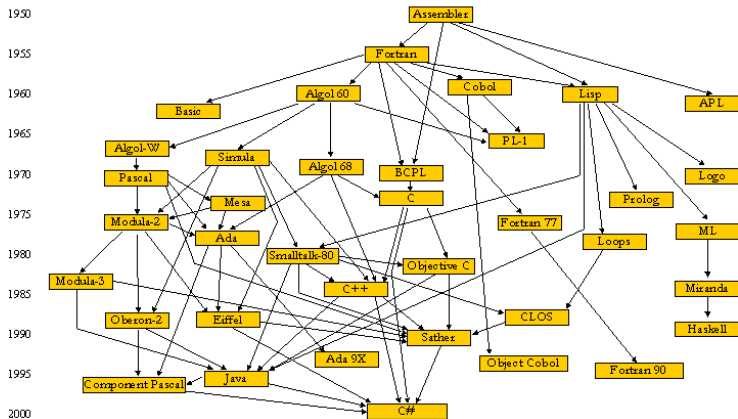 1950
Assembler
1955
Fortran
1960
Algol 60
Cobol
Lisp
APL
Basic
1965
PL-1
Algol-W
Simula
Algol 68
BCPL
Logo
1970
Pascal
Mesa
C
Prolog
1975
Modula-2
Ada
Fortran 77
ML
Loops
1980
Smalltalk-80
Objective C
Modula-3
C++
Miranda
1985
Oberon-2
Eiffel
CLOS
Haskell
1990
Sather
Ada 9X
Object Cobol
Fortran 90
1995
Component Pascal
Java
2000
C#